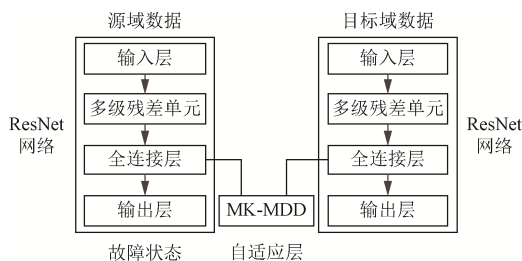 源域数据
目标域数据
输入层
输入层
多级残差单元
多级残差单元
ResNet
网络
ResNet
网络
全连接层
全连接层
输出层
MK-MDD
输出层
故障状态
自适应层